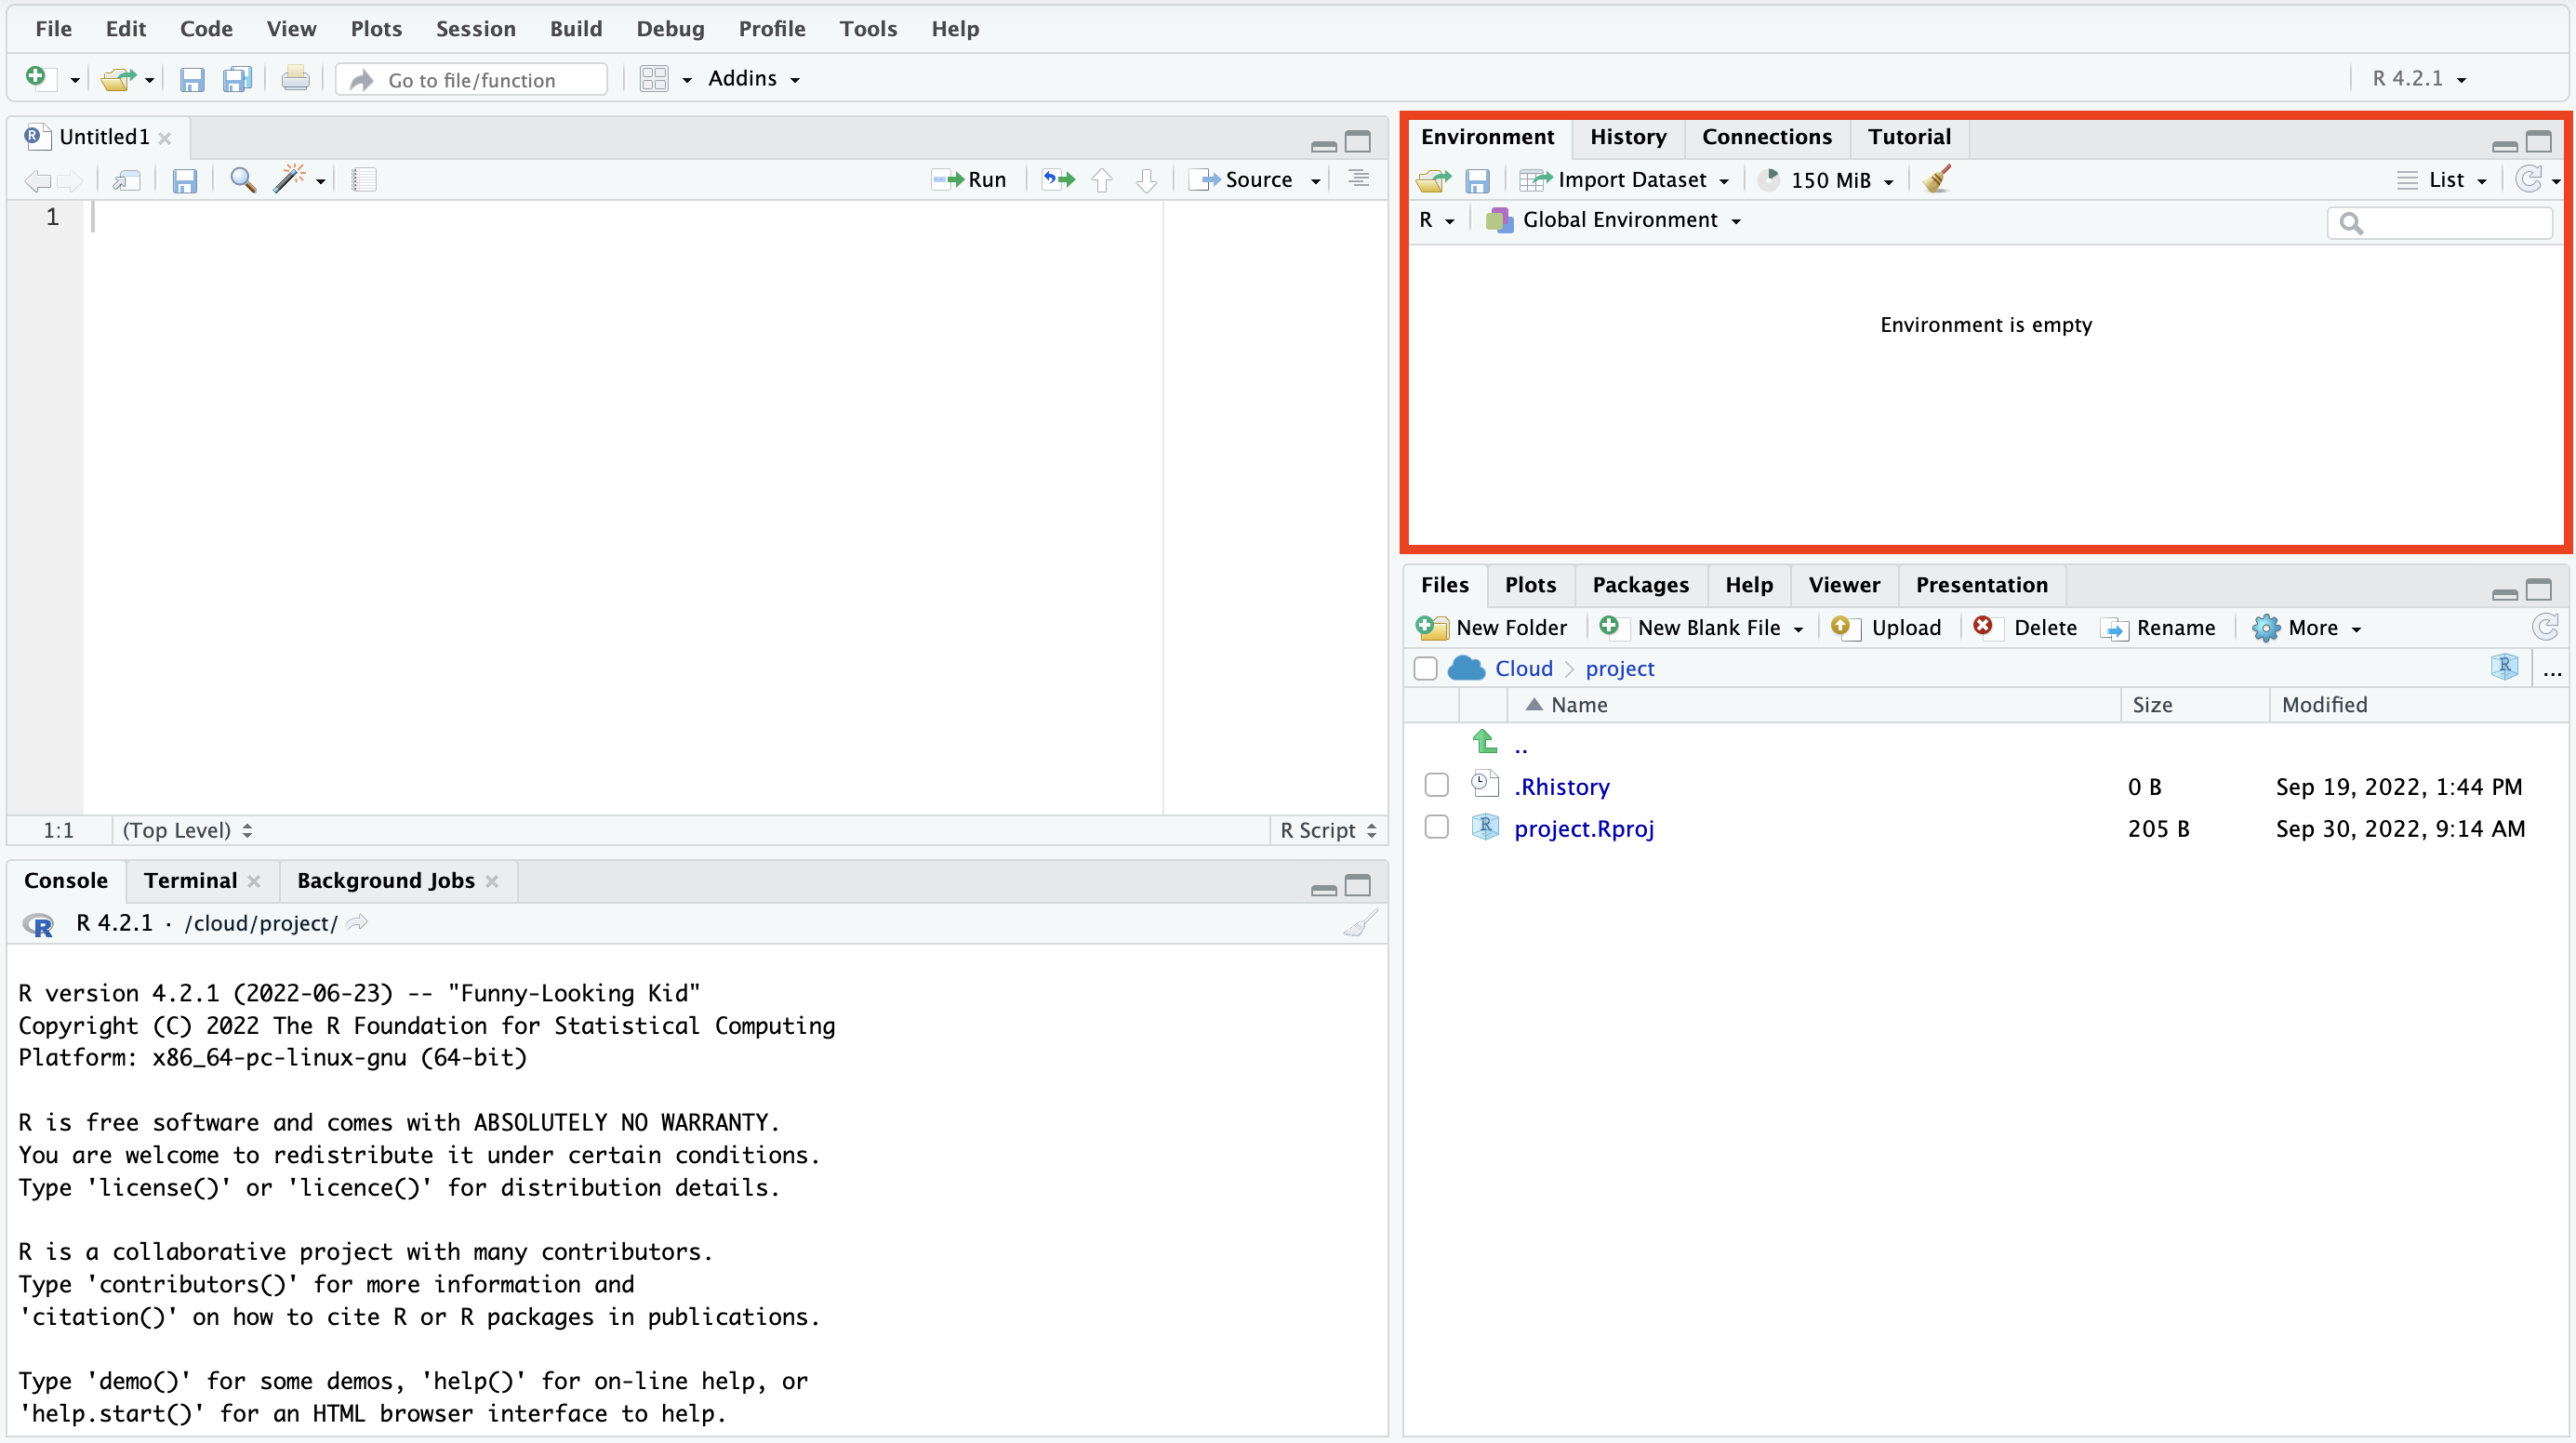 File Edit Code View Plots Session Build Debug Profile Tools Help
Go to file/function Addins R 4.2.1
Untitled1
Run Source
1
1:1 (Top Level) R Script
Console Terminal Background Jobs
R 4.2.1 · /cloud/project/
R version 4.2.1 (2022-06-23) -- "Funny-Looking Kid"
Copyright (C) 2022 The R Foundation for Statistical Computing
Platform: x86_64-pc-linux-gnu (64-bit)
R is free software and comes with ABSOLUTELY NO WARRANTY.
You are welcome to redistribute it under certain conditions.
Type 'license()' or 'licence()' for distribution details.
R is a collaborative project with many contributors.
Type 'contributors()' for more information and
'citation()' on how to cite R or R packages in publications.
Type 'demo()' for some demos, 'help()' for on-line help, or
'help.start()' for an HTML browser interface to help.
Environment History Connections Tutorial
Import Dataset 150 MiB List
R Global Environment
Environment is empty
Files Plots Packages Help Viewer Presentation
New Folder New Blank File Upload Delete Rename More
Cloud project ...
Name Size Modified
..
.Rhistory 0 B Sep 19, 2022, 1:44 PM
project.Rproj 205 B Sep 30, 2022, 9:14 AM